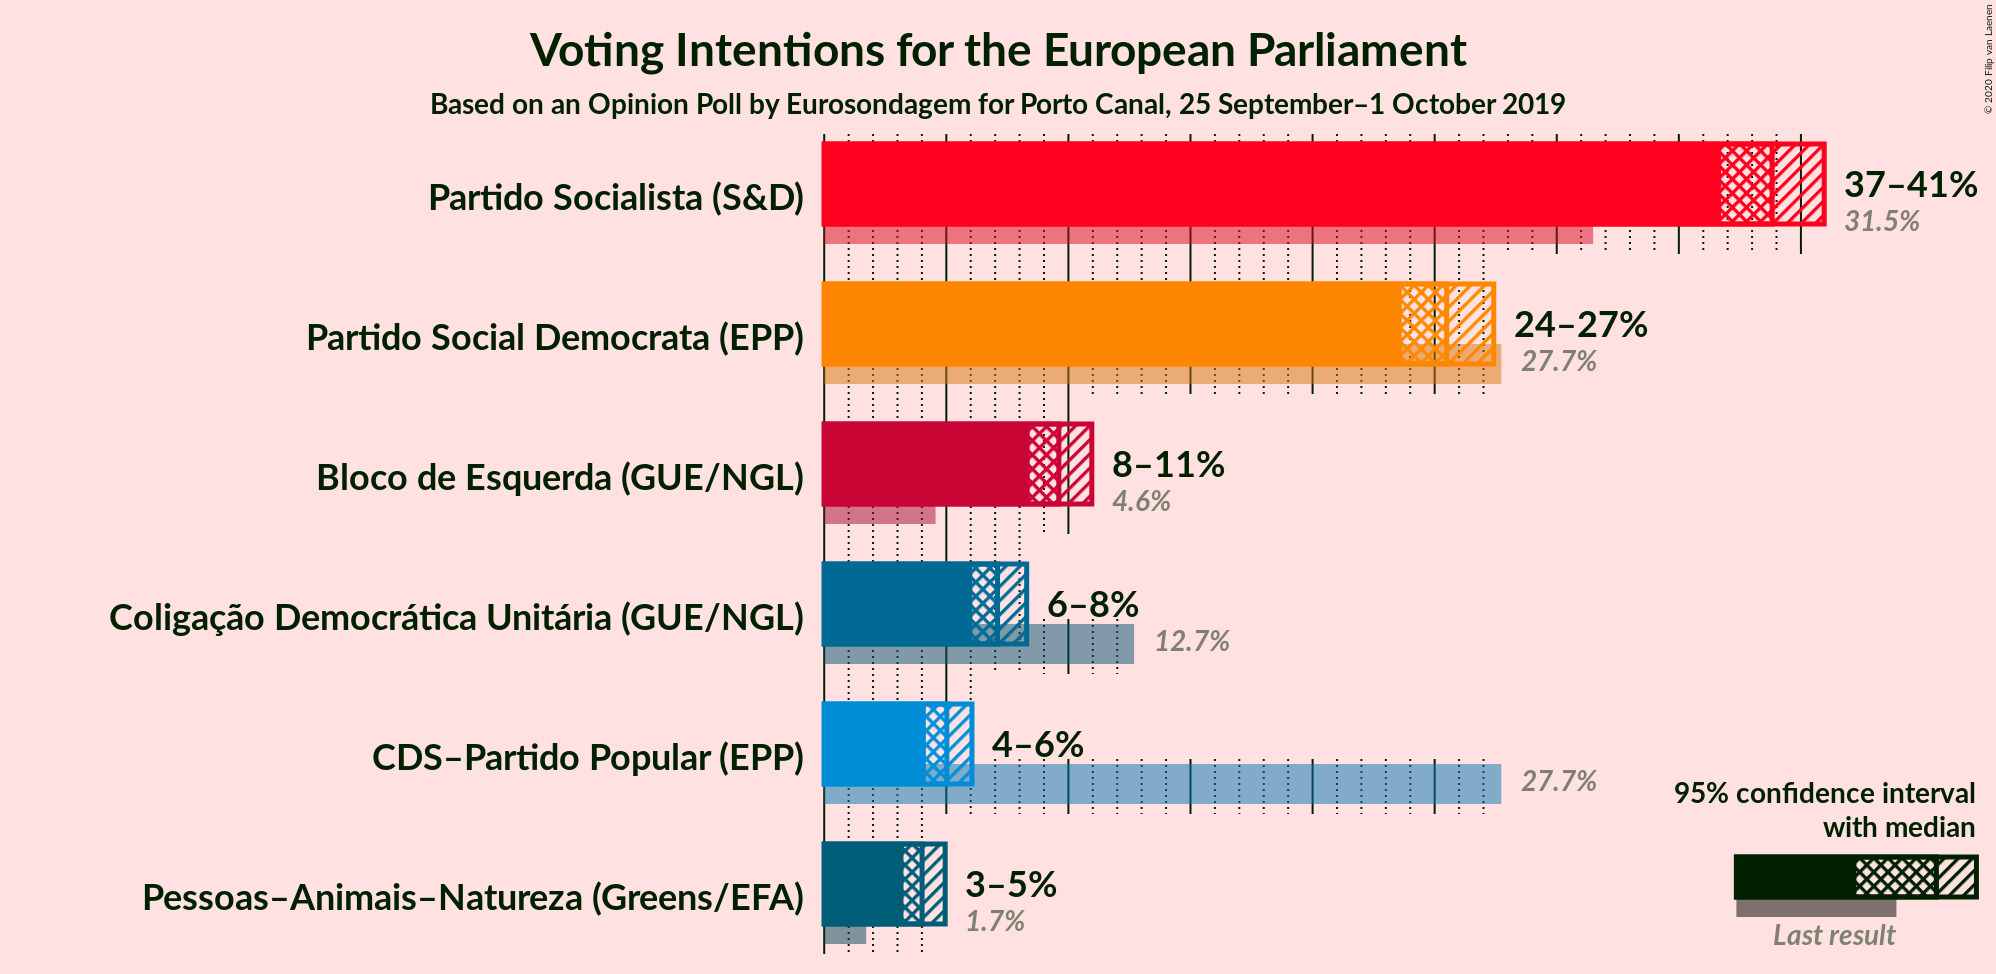 Voting Intentions for the European Parliament
Based on an Opinion Poll by Eurosondagem for Porto Canal, 25 September–1 October 2019
© 2020 Filip van Laenen
Partido Socialista (S&D)
37–41%
31.5%
Partido Social Democrata (EPP)
24–27%
27.7%
Bloco de Esquerda (GUE/NGL)
8–11%
4.6%
Coligação Democrática Unitária (GUE/NGL)
6–8%
12.7%
CDS–Partido Popular (EPP)
4–6%
27.7%
Pessoas–Animais–Natureza (Greens/EFA)
3–5%
1.7%
95% confidence interval
with median
Last result